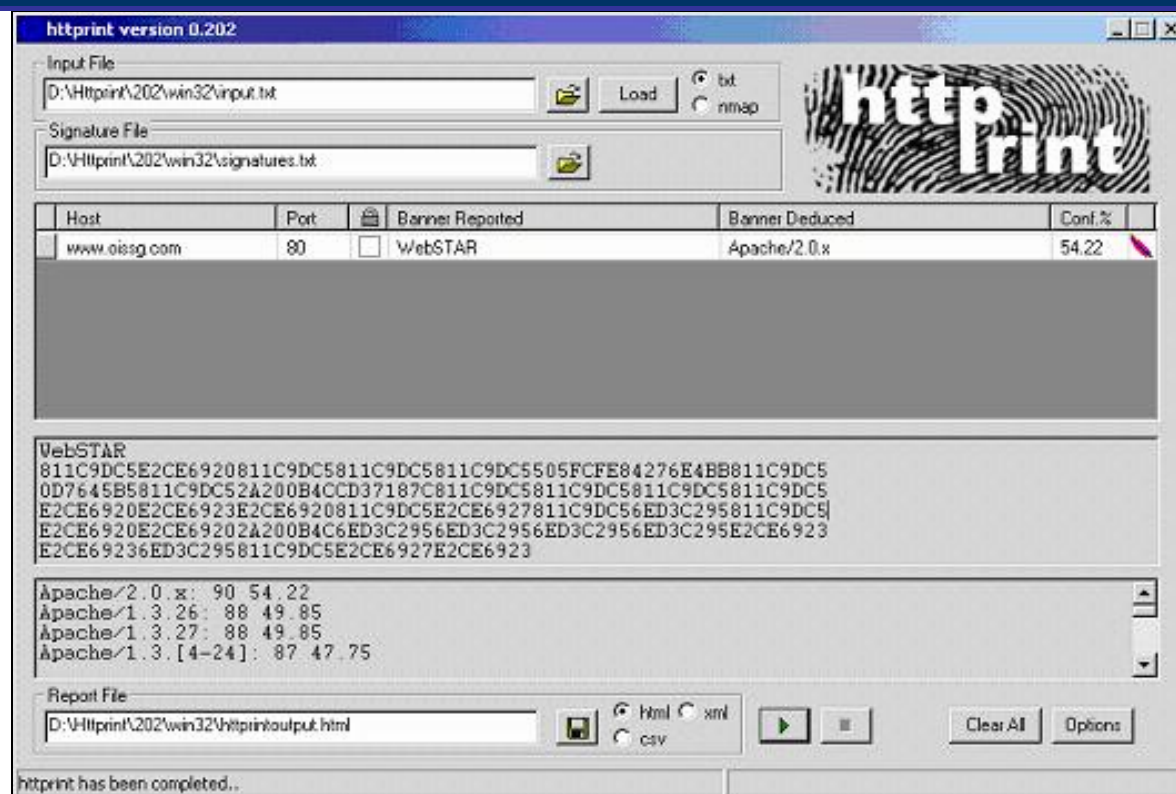 httprint version 0.202
Input File
D:\Httprint\202\win32\input.txt
Load
txt
nmap
Signature File
D:\Httprint\202\win32\signatures.txt
http
Print
Host Port Banner Reported Banner Deduced Conf.%
www.oissg.com 80 WebSTAR Apache/2.0.x 54.22
WebSTAR
811C9DC5E2CE6920811C9DC5811C9DC5811C9DC5505FCFE84276E4BB811C9DC5
0D7645B5811C9DC52A200B4CCD37187C811C9DC5811C9DC5811C9DC5811C9DC5
E2CE6920E2CE6923E2CE6920811C9DC5E2CE6927811C9DC56ED3C295811C9DC5
E2CE6920E2CE69202A200B4C6ED3C2956ED3C2956ED3C2956ED3C295E2CE6923
E2CE69236ED3C295811C9DC5E2CE6927E2CE6923
Apache/2.0.x: 90 54.22
Apache/1.3.26: 88 49.85
Apache/1.3.27: 88 49.85
Apache/1.3.[4-24]: 87 47.75
Report File
D:\Httprint\202\win32\httprintoutput.html
html
xml
csv
Clear All
Options
httprint has been completed..